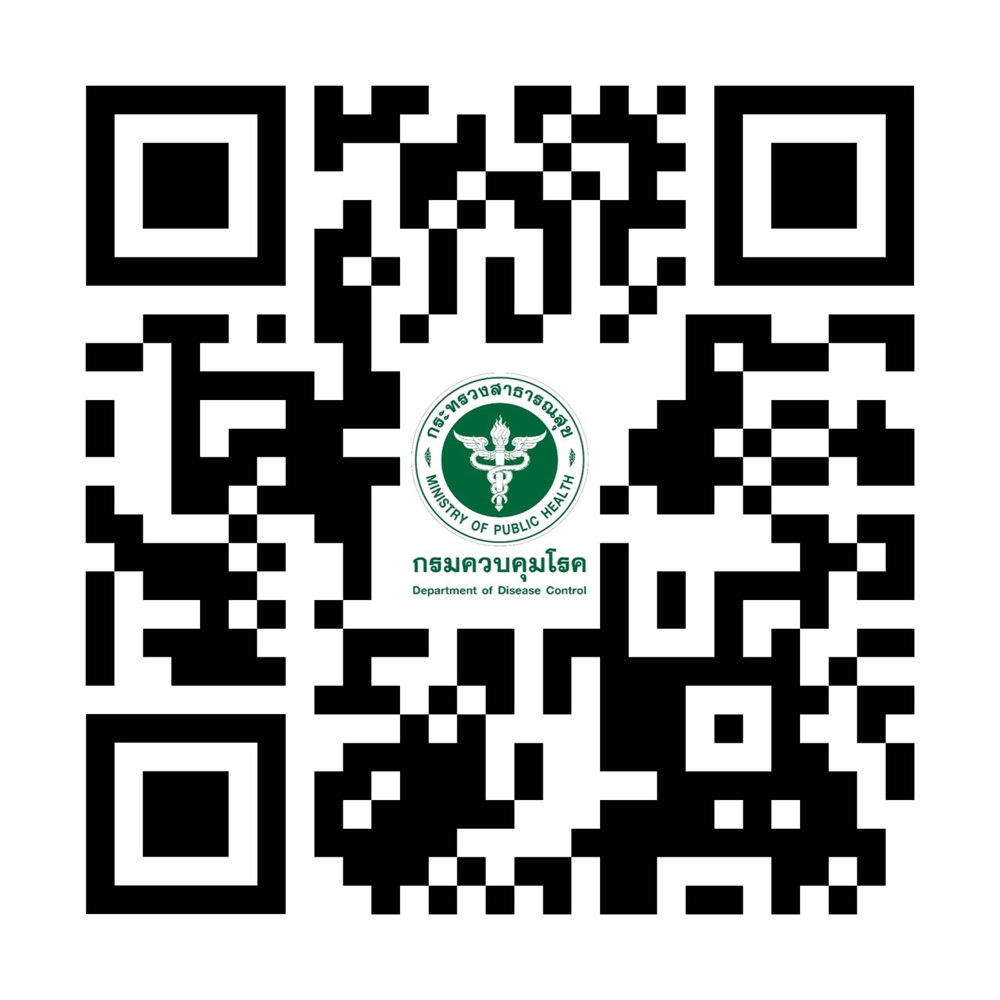 กระทรวงสาธารณสุข
MINISTRY OF PUBLIC HEALTH
กรมควบคุมโรค
Department of Disease Control